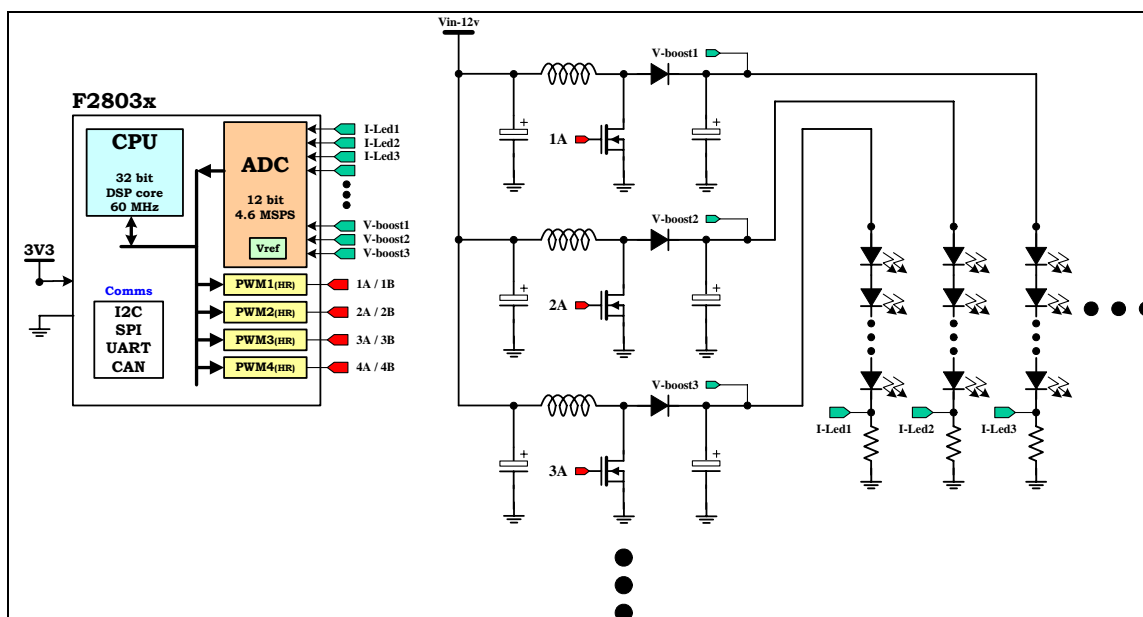 F2803x
CPU
32 bit
DSP core
60 MHz
ADC
12 bit
4.6 MSPS
Vref
I-Led1
I-Led2
I-Led3
V-boost1
V-boost2
V-boost3
3V3
Comms
I2C
SPI
UART
CAN
PWM1(HR)
1A / 1B
PWM2(HR)
2A / 2B
PWM3(HR)
3A / 3B
PWM4(HR)
4A / 4B
Vin-12v
V-boost1
+
+
1A
V-boost2
+
+
2A
V-boost3
+
+
3A
I-Led1
I-Led2
I-Led3